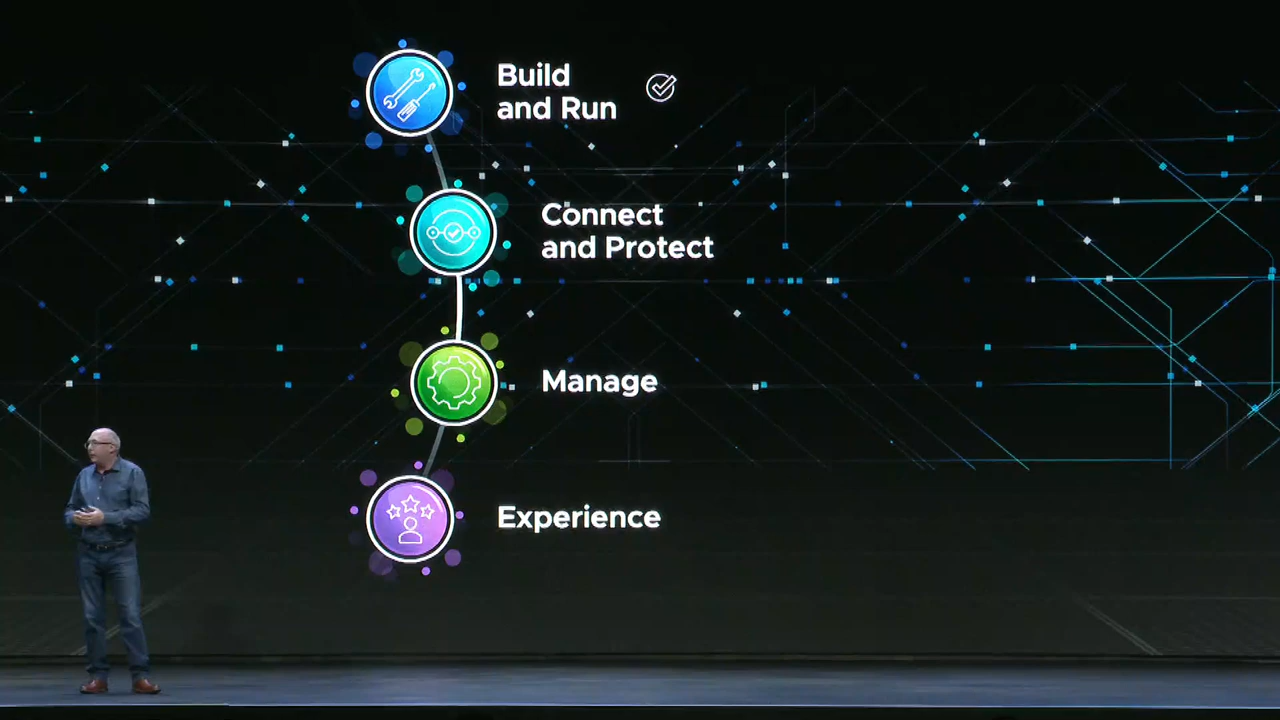 Build
and Run
Connect
and Protect
Manage
Experience